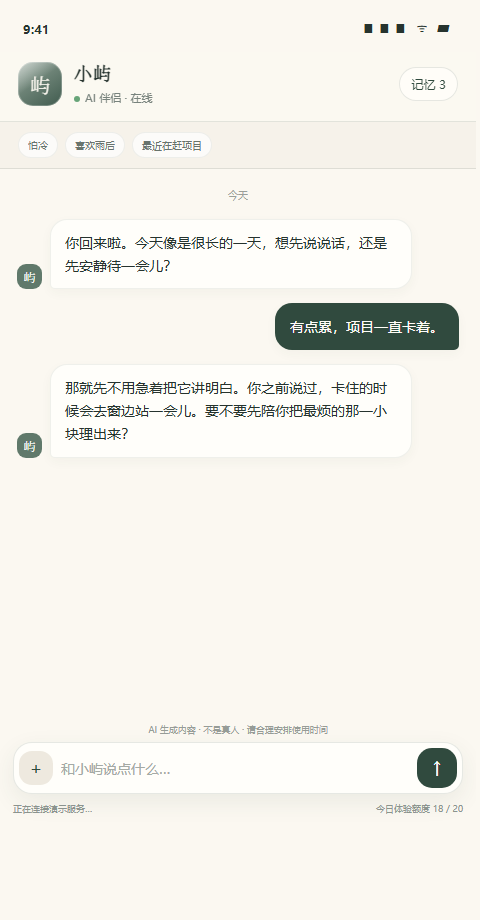 9:41
屿
小屿
AI 伴侣 · 在线
记忆 3
怕冷
喜欢雨后
最近在赶项目
今天
你回来啦。今天像是很长的一天，想先说说话，还是
先安静待一会儿？
屿
有点累，项目一直卡着。
那就先不用急着把它讲明白。你之前说过，卡住的时
候会去窗边站一会儿。要不要先陪你把最烦的那一小
块理出来？
屿
AI 生成内容 · 不是真人 · 请合理安排使用时间
+
和小屿说点什么...
↑
正在连接演示服务...
今日体验额度 18 / 20